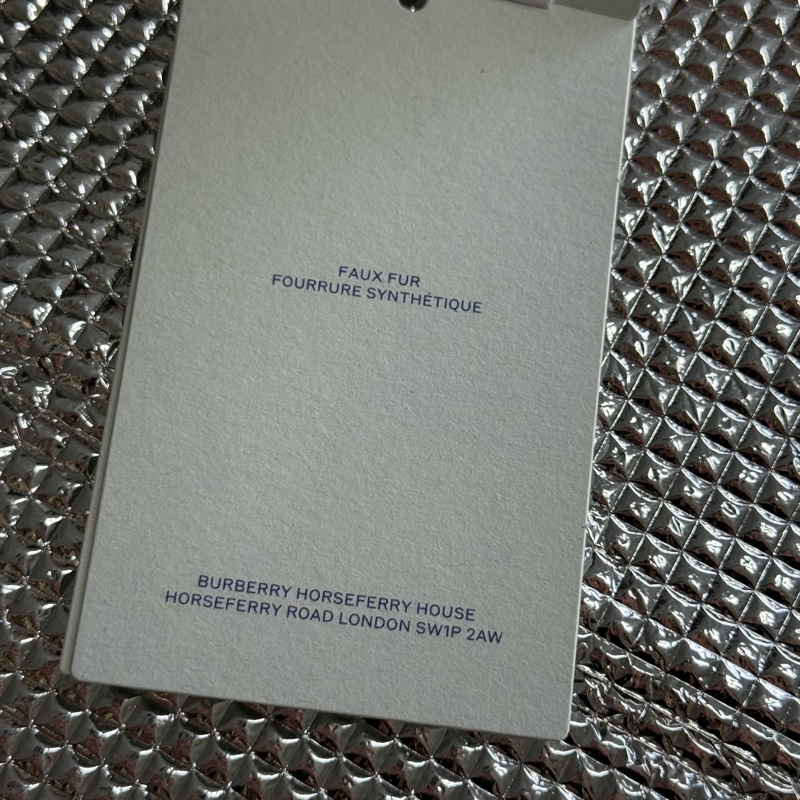 FAUX FUR
FOURRURE SYNTHÉTIQUE
BURBERRY HORSEFERRY HOUSE
HORSEFERRY ROAD LONDON SW1P 2AW